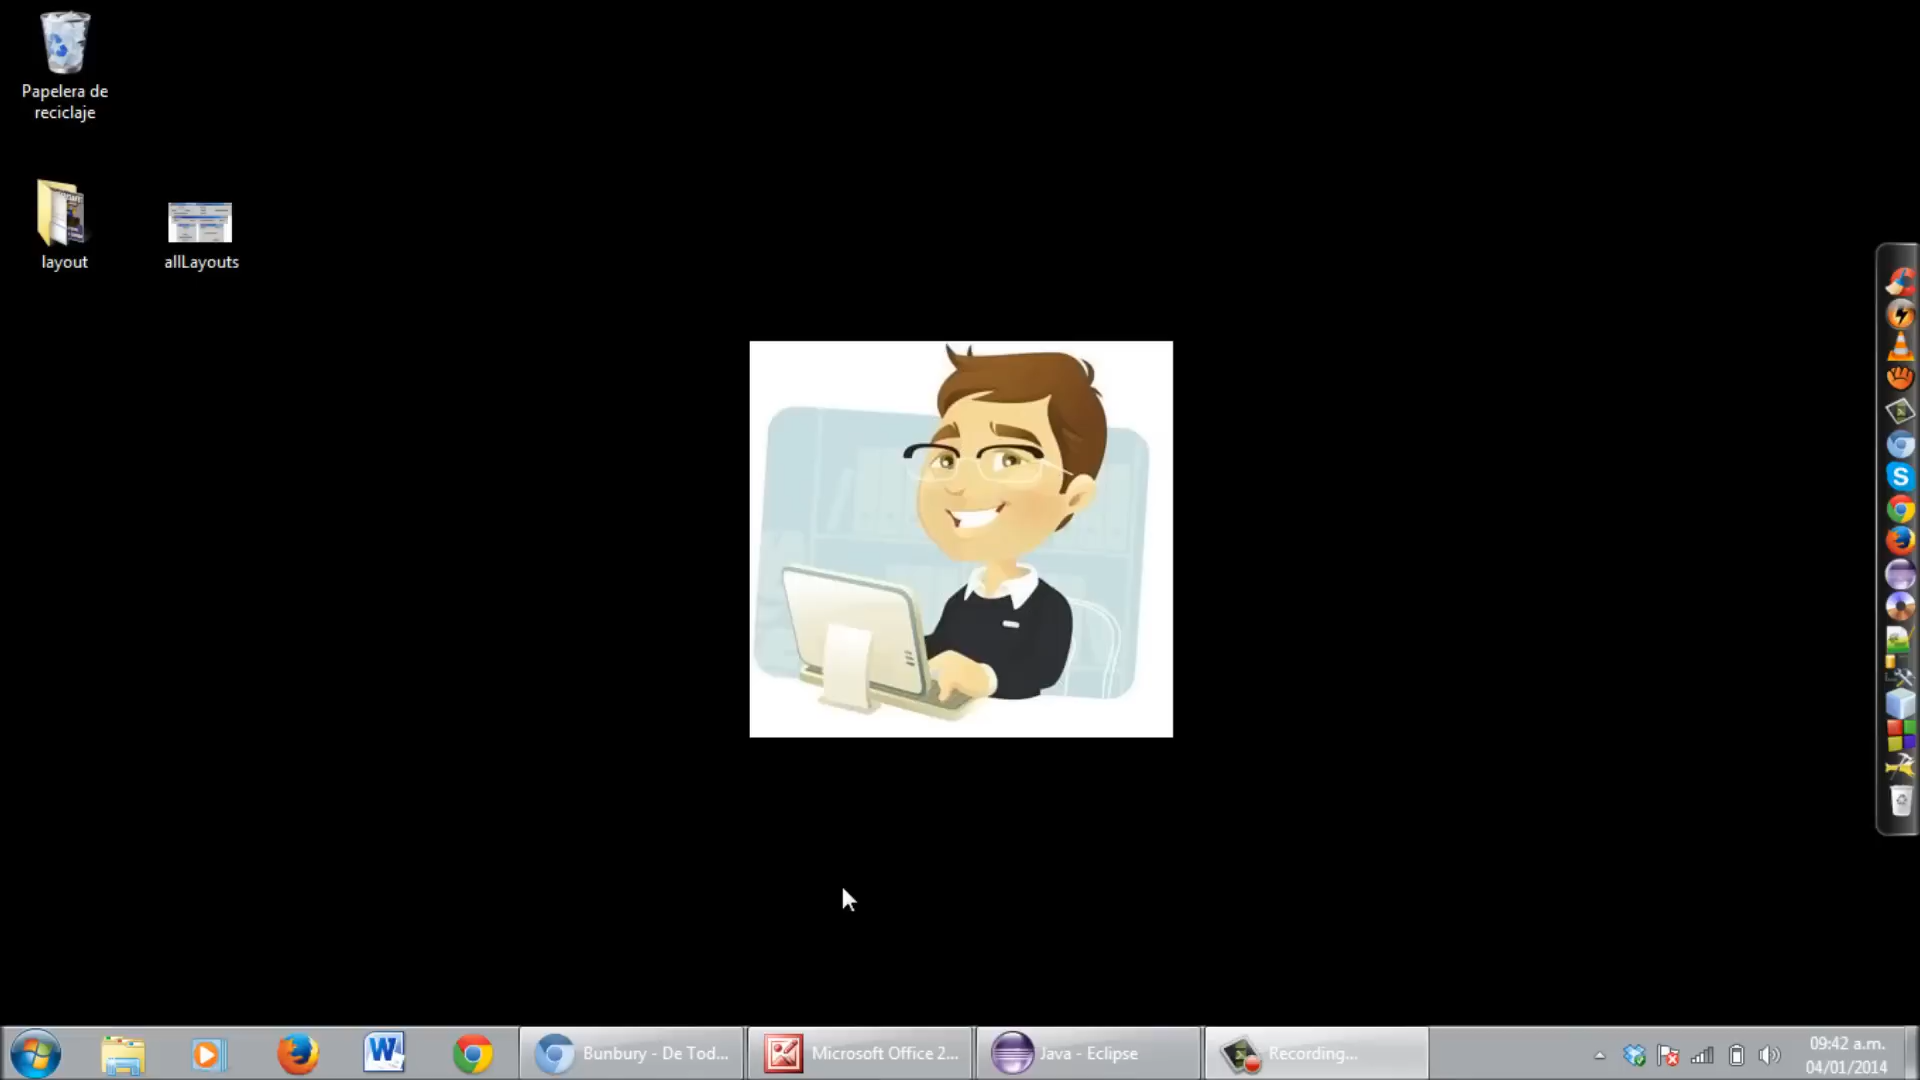 Papelera de
reciclaje
layout
allLayouts
Bunbury - De Tod...
Microsoft Office 2...
Java - Eclipse
Recording...
09:42 a.m.
04/01/2014